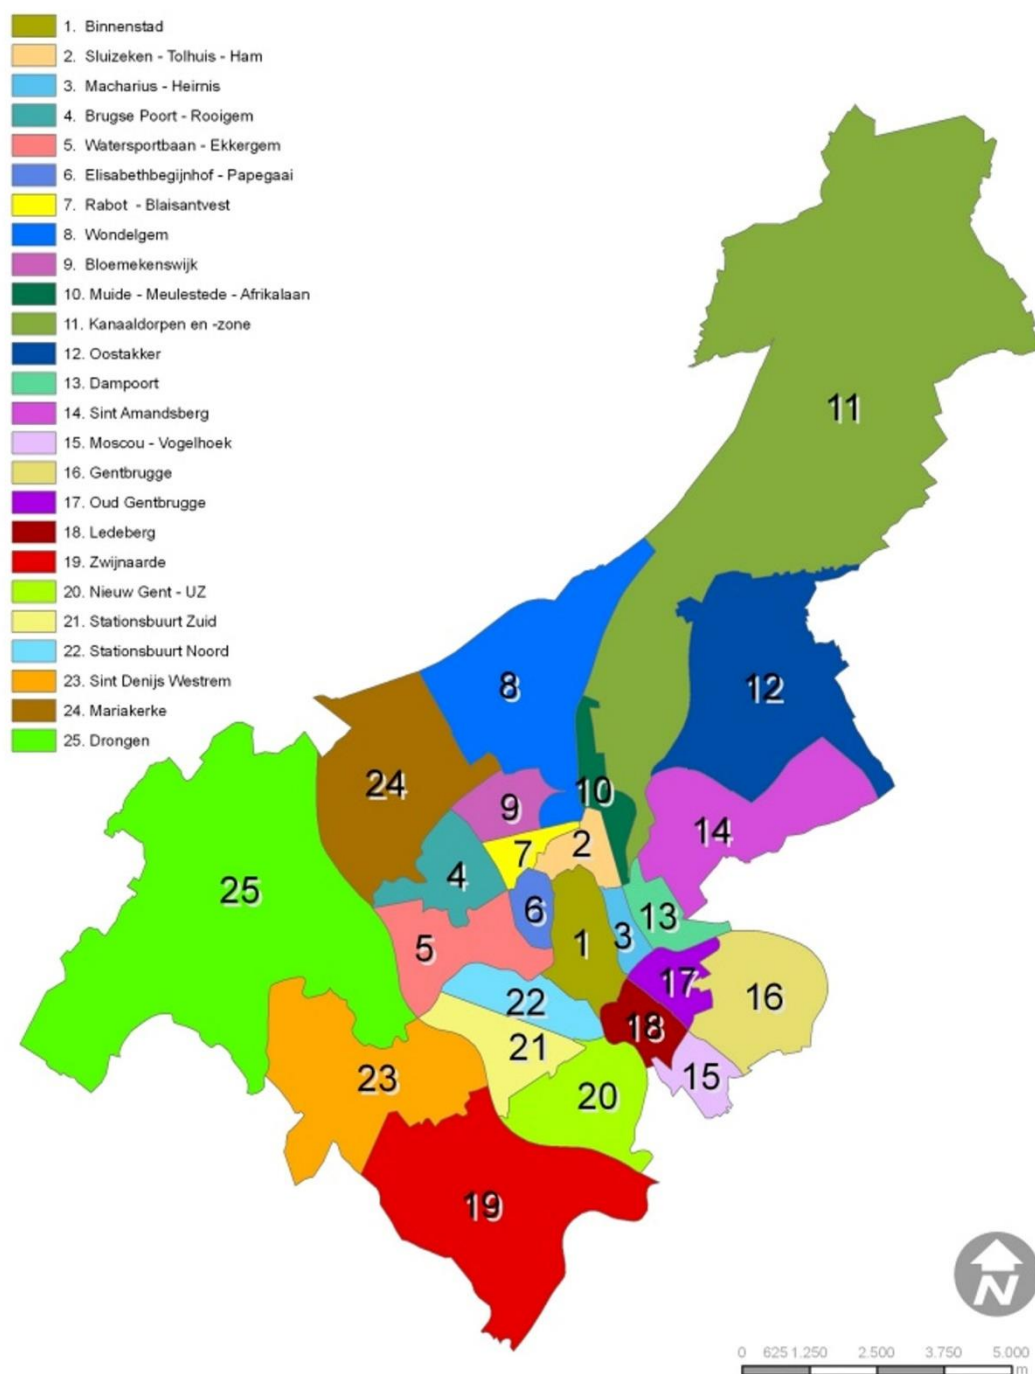 1. Binnenstad
2. Sluizeken - Tolhuis - Ham
3. Macharius - Heirnis
4. Brugse Poort - Rooigem
5. Watersportbaan - Ekkergem
6. Elisabethbegijnhof - Papegaai
7. Rabot - Blaisantvest
8. Wondelgem
9. Bloemekenswijk
10. Muide - Meulestede - Afrikalaan
11. Kanaaldorpen en -zone
12. Oostakker
13. Dampoort
14. Sint Amandsberg
15. Moscou - Vogelhoek
16. Gentbrugge
17. Oud Gentbrugge
18. Ledeberg
19. Zwijnaarde
20. Nieuw Gent - UZ
21. Stationsbuurt Zuid
22. Stationsbuurt Noord
23. Sint Denijs Westrem
24. Mariakerke
25. Drongen
11
8
12
24
10
9
14
2
7
4
25
6
13
1
3
5
17
16
22
18
21
15
23
20
19
N
0 625 1.250 2.500 3.750 5.000
m